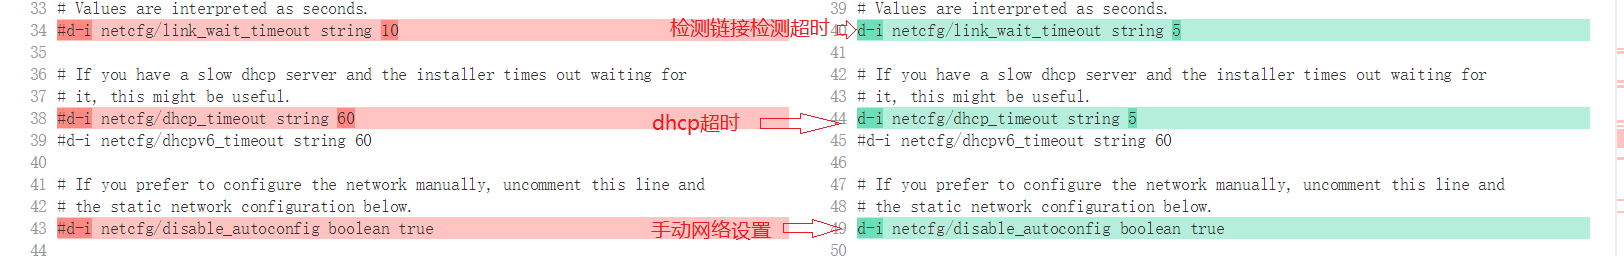 33 # Values are interpreted as seconds.
34 #d-i netcfg/link_wait_timeout string 10
35
36 # If you have a slow dhcp server and the installer times out waiting for
37 # it, this might be useful.
38 #d-i netcfg/dhcp_timeout string 60
39 #d-i netcfg/dhcpv6_timeout string 60
40
41 # If you prefer to configure the network manually, uncomment this line and
42 # the static network configuration below.
43 #d-i netcfg/disable_autoconfig boolean true
44
检测链接检测超时
dhcp超时
手动网络设置
39 # Values are interpreted as seconds.
40 d-i netcfg/link_wait_timeout string 5
41
42 # If you have a slow dhcp server and the installer times out waiting for
43 # it, this might be useful.
44 d-i netcfg/dhcp_timeout string 5
45 #d-i netcfg/dhcpv6_timeout string 60
46
47 # If you prefer to configure the network manually, uncomment this line and
48 # the static network configuration below.
49 d-i netcfg/disable_autoconfig boolean true
50